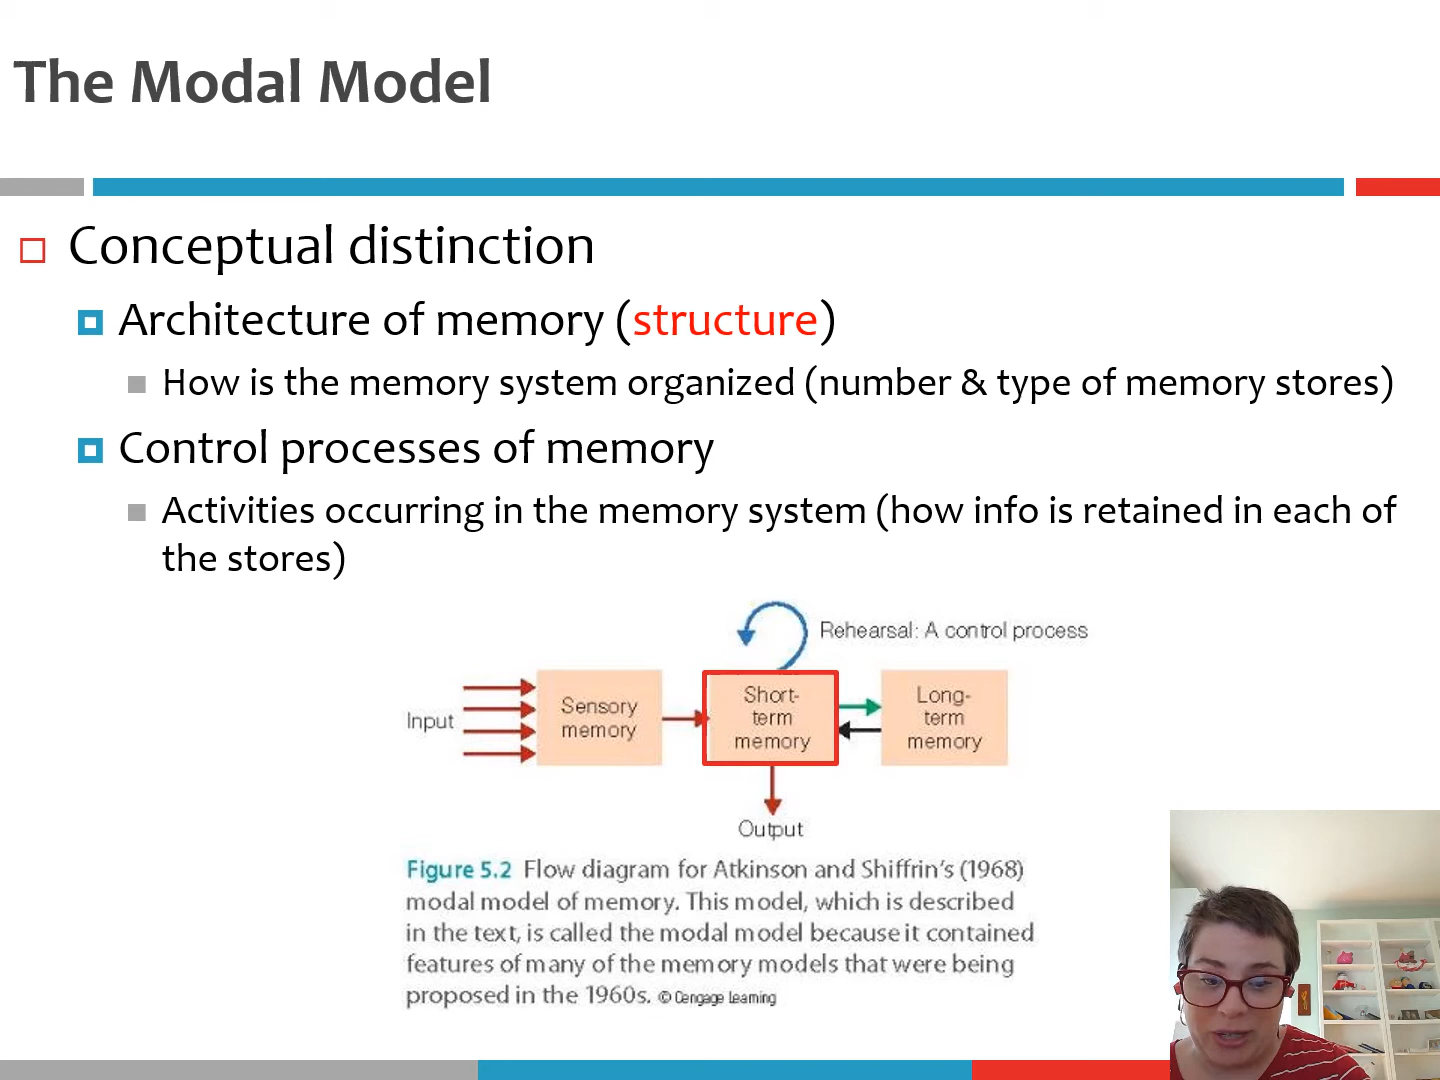 The Modal Model
Conceptual distinction
Architecture of memory (structure)
How is the memory system organized (number & type of memory stores)
Control processes of memory
Activities occurring in the memory system (how info is retained in each of
the stores)
Rehearsal: A control process
Input
Sensory
memory
Short-
term
memory
Long-
term
memory
Output
Figure 5.2 Flow diagram for Atkinson and Shiffrin's (1968)
modal model of memory. This model, which is described
in the text, is called the modal model because it contained
features of many of the memory models that were being
proposed in the 1960s. © Cengage Learning